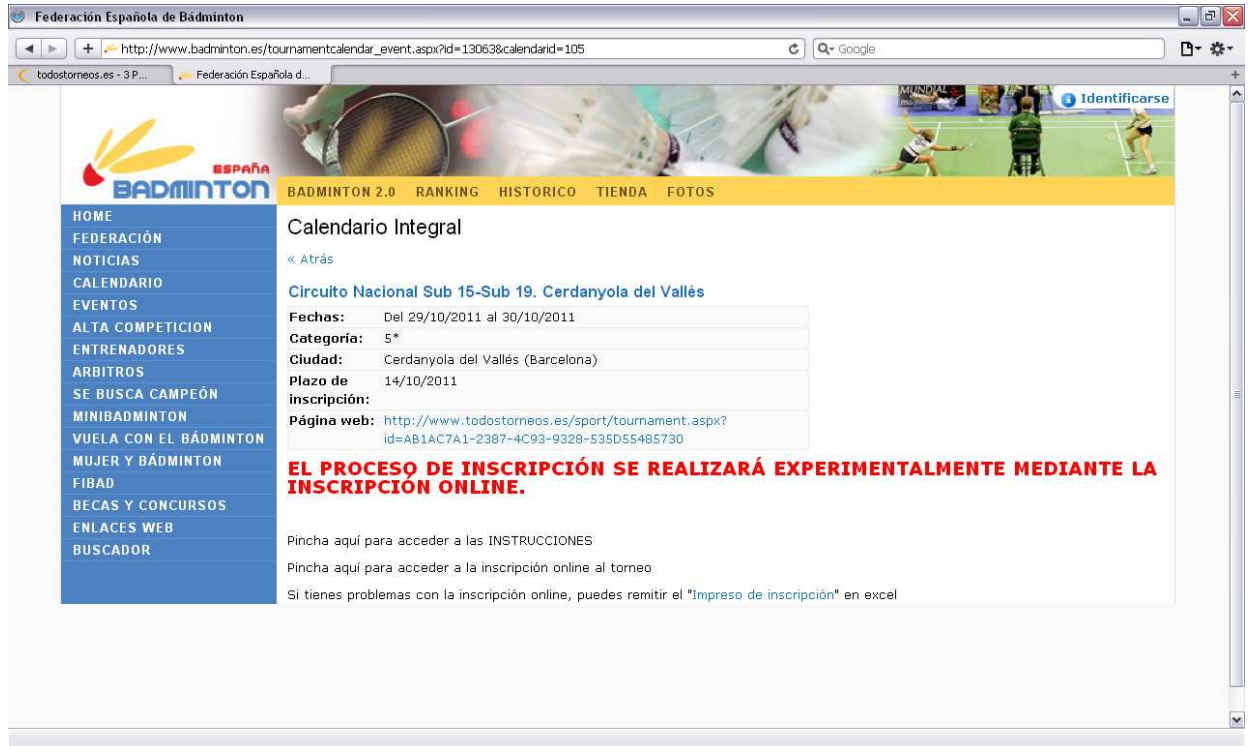 Federación Española de Bádminton
http://www.badminton.es/tournamentcalendar_event.aspx?id=13063&calendarid=105
Google
todostorneos.es - 3 P...
Federación Española d...
MUNDIAL
Identificarse
ESPAÑA
BADMINTON
BADMINTON 2.0 RANKING HISTORICO TIENDA FOTOS
HOME
FEDERACIÓN
NOTICIAS
CALENDARIO
EVENTOS
ALTA COMPETICION
ENTRENADORES
ARBITROS
SE BUSCA CAMPEÓN
MINIBADMINTON
VUELA CON EL BÁDMINTON
MUJER Y BÁDMINTON
FIBAD
BECAS Y CONCURSOS
ENLACES WEB
BUSCADOR
Calendario Integral
« Atrás
Circuito Nacional Sub 15-Sub 19. Cerdanyola del Vallés
Fechas: Del 29/10/2011 al 30/10/2011
Categoría: 5*
Ciudad: Cerdanyola del Vallés (Barcelona)
Plazo de 14/10/2011
inscripción:
Página web: http://www.todostorneos.es/sport/tournament.aspx?
id=AB1AC7A1-2387-4C93-9328-535D55485730
EL PROCESO DE INSCRIPCIÓN SE REALIZARÁ EXPERIMENTALMENTE MEDIANTE LA
INSCRIPCIÓN ONLINE.
Pincha aquí para acceder a las INSTRUCCIONES
Pincha aquí para acceder a la inscripción online al torneo
Si tienes problemas con la inscripción online, puedes remitir el "Impreso de inscripción" en excel